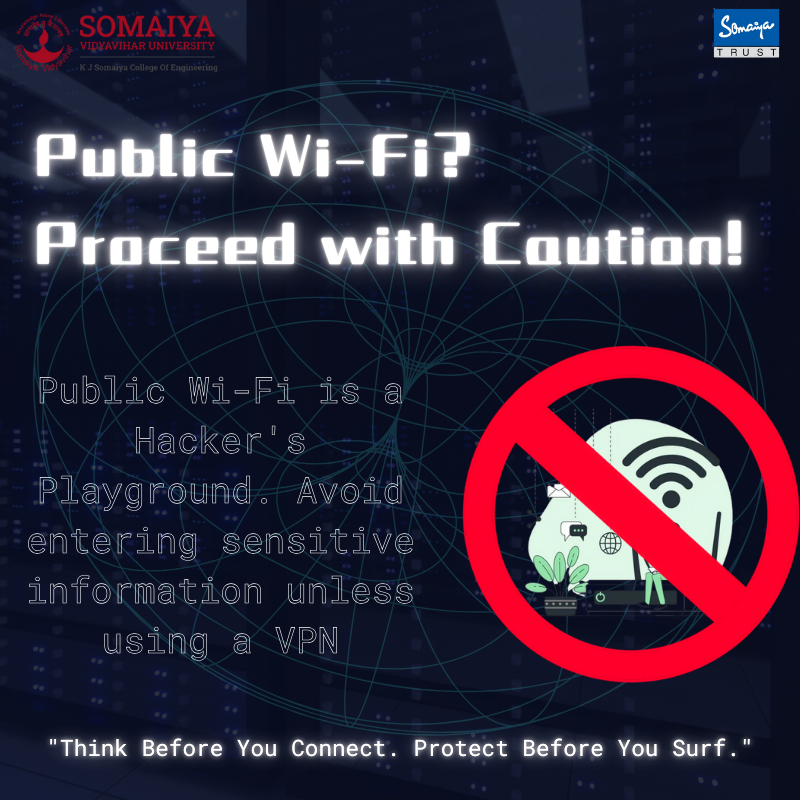 SOMAIYA
VIDYAVIHAR UNIVERSITY
K J Somaiya College Of Engineering
Somaiya
TRUST
Public Wi-Fi?
Proceed with Caution!
Public Wi-Fi is a
Hacker's
Playground. Avoid
entering sensitive
information unless
using a VPN
"Think Before You Connect. Protect Before You Surf."